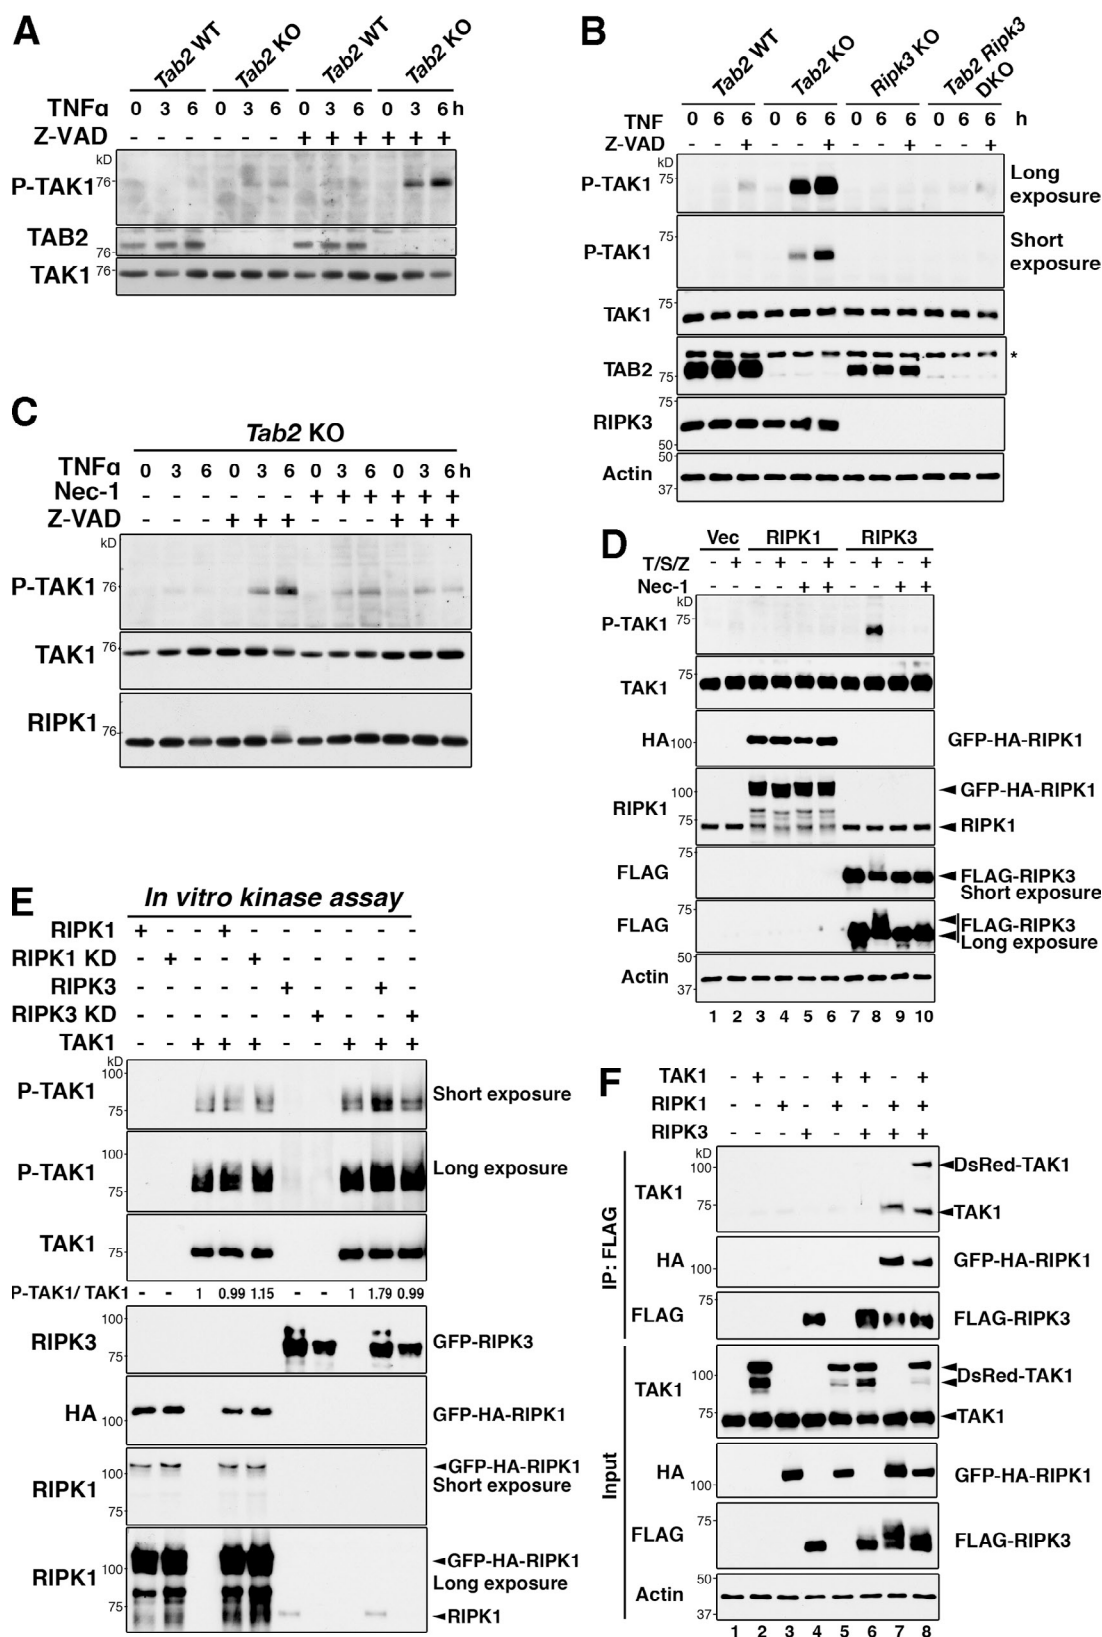 A
Tab2 WT
Tab2 KO
Tab2 WT
Tab2 KO
TNFα 0 3 6 0 3 6 0 3 6 0 3 6 h
Z-VAD - - - - - - + + + + + +
kD
P-TAK1 76
TAB2 76
TAK1 76
B
Tab2 WT
Tab2 KO
Ripk3 KO
Tab2 Ripk3 DKO
TNF 0 6 6 0 6 6 0 6 6 0 6 6 h
Z-VAD - - + - - + - - + - - +
kD
P-TAK1 75 Long exposure
P-TAK1 75 Short exposure
TAK1 75
TAB2 75 *
RIPK3 75 50
Actin 50 37
C
Tab2 KO
TNFα 0 3 6 0 3 6 0 3 6 0 3 6 h
Nec-1 - - - - - - + + + + + +
Z-VAD - - - + + + - - - + + +
kD
P-TAK1 76
TAK1 76
RIPK1 76
D
Vec RIPK1 RIPK3
T/S/Z - + - + - + - + - +
Nec-1 - - - - + + - - + +
kD
P-TAK1 75
TAK1 75
HA 100 GFP-HA-RIPK1
RIPK1 100 GFP-HA-RIPK1
75 RIPK1
FLAG 75 FLAG-RIPK3
Short exposure
FLAG 75 FLAG-RIPK3
Long exposure
Actin 50 37
1 2 3 4 5 6 7 8 9 10
E
In vitro kinase assay
RIPK1 + - - + - - - - - -
RIPK1 KD - + - - + - - - - -
RIPK3 - - - - - + - - + -
RIPK3 KD - - - - - - + - - +
TAK1 - - + + + - - + + +
kD
P-TAK1 100 75 Short exposure
P-TAK1 100 75 Long exposure
TAK1 75
P-TAK1/ TAK1 - - 1 0.99 1.15 - - 1 1.79 0.99
RIPK3 100 75 GFP-RIPK3
HA 100 GFP-HA-RIPK1
RIPK1 100 75 GFP-HA-RIPK1
Short exposure
RIPK1 100 GFP-HA-RIPK1
Long exposure
75 RIPK1
F
TAK1 - + - - + + - +
RIPK1 - - + - + - + +
RIPK3 - - - + - + + +
kD
IP: FLAG
TAK1 100 DsRed-TAK1
75 TAK1
HA 100 GFP-HA-RIPK1
FLAG 75 FLAG-RIPK3
Input
TAK1 100 DsRed-TAK1
75 TAK1
HA 100 GFP-HA-RIPK1
FLAG 75 FLAG-RIPK3
Actin 50 37
1 2 3 4 5 6 7 8